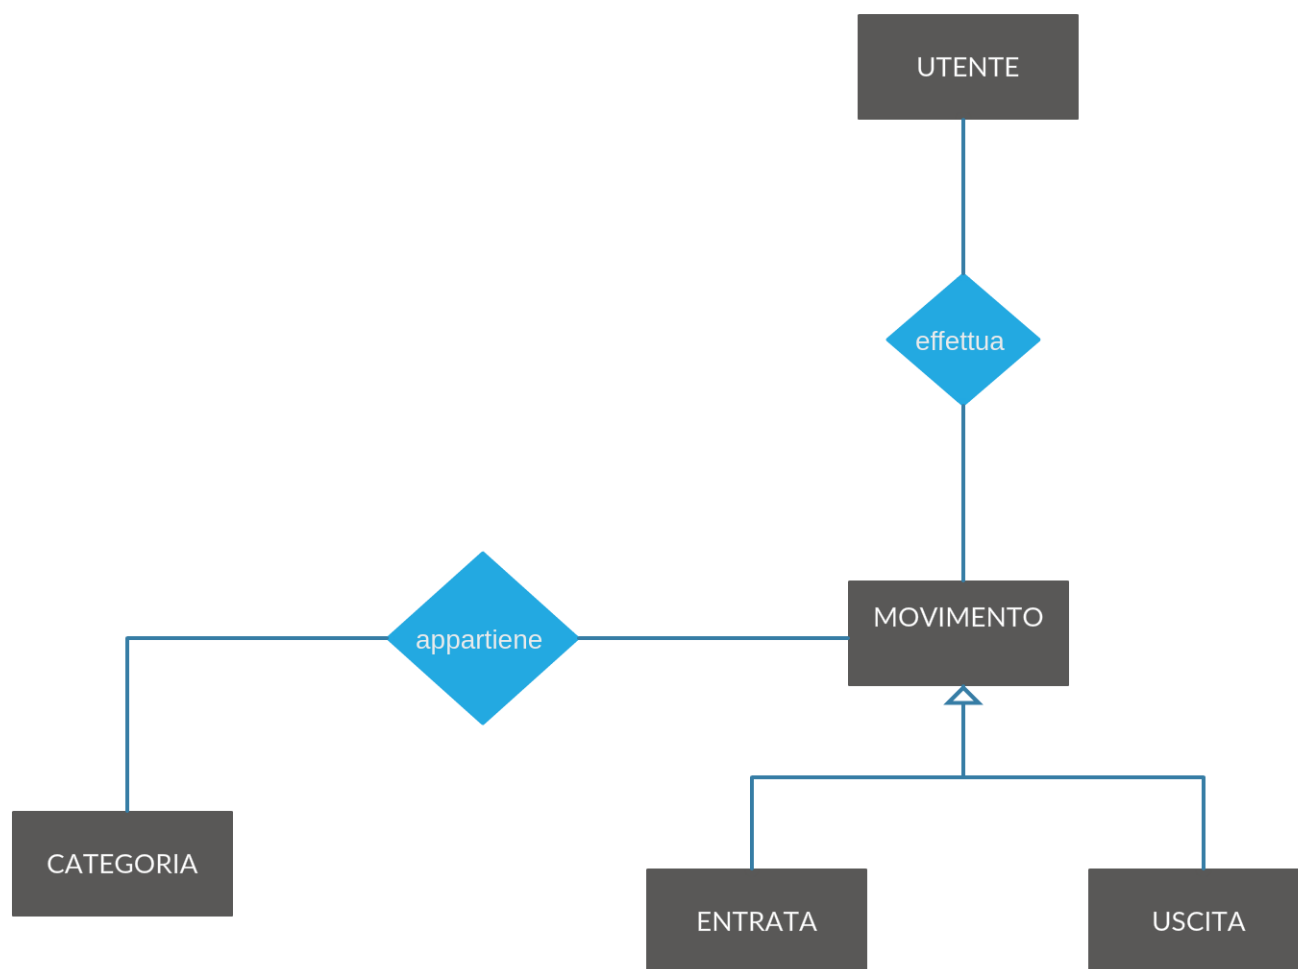 UTENTE
effettua
MOVIMENTO
appartiene
CATEGORIA
ENTRATA
USCITA